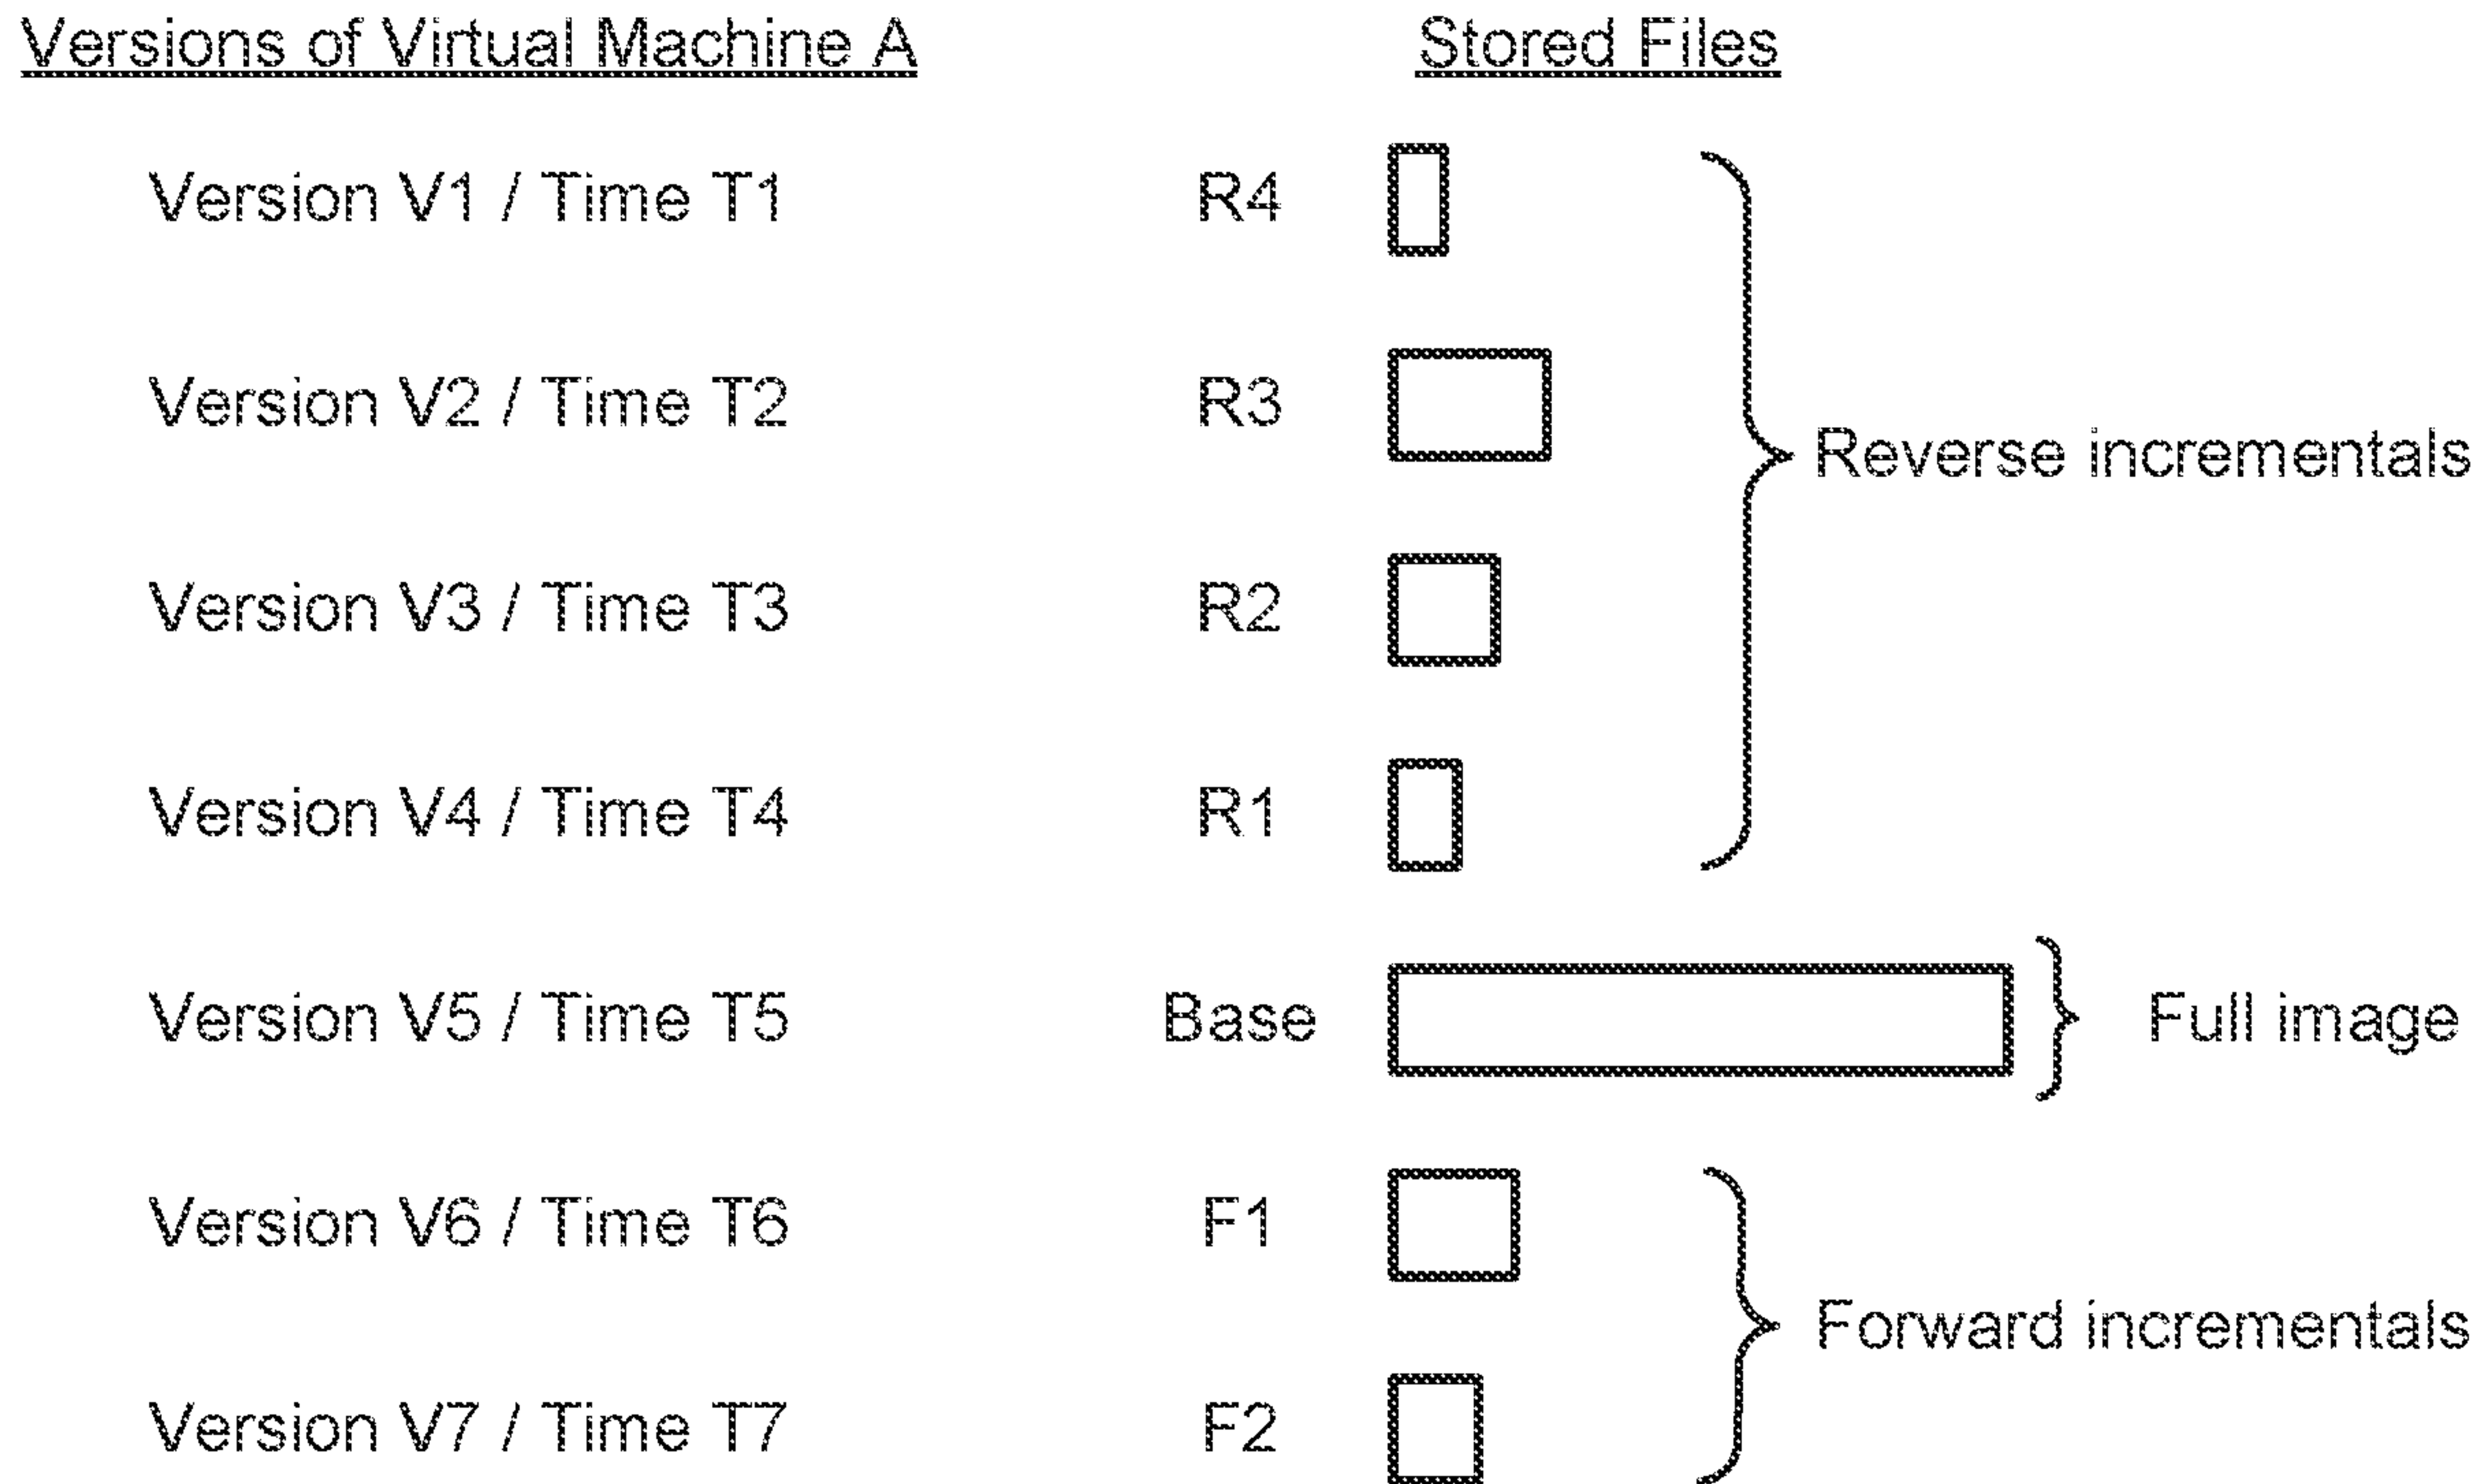 Versions of Virtual Machine A Stored Files
Version V1 / Time T1 R4
Version V2 / Time T2 R3
Reverse incrementals
Version V3 / Time T3 R2
Version V4 / Time T4 R1
Version V5 / Time T5 Base Full image
Version V6 / Time T6 F1
Forward incrementals
Version V7 / Time T7 F2